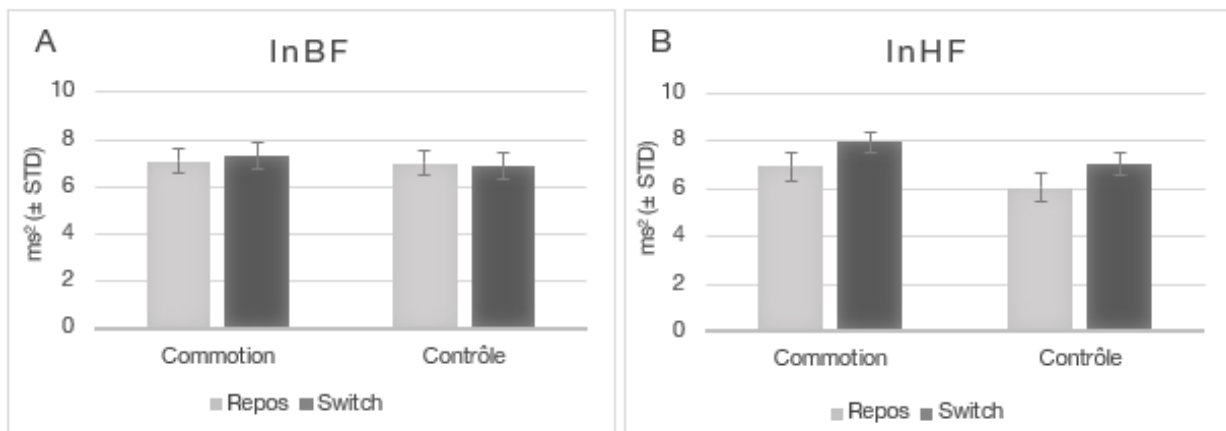 A
lnBF
10
8
6
4
2
0
ms² (± STD)
Commotion
Contrôle
Repos
Switch
B
lnHF
10
8
6
4
2
0
ms² (± STD)
Commotion
Contrôle
Repos
Switch